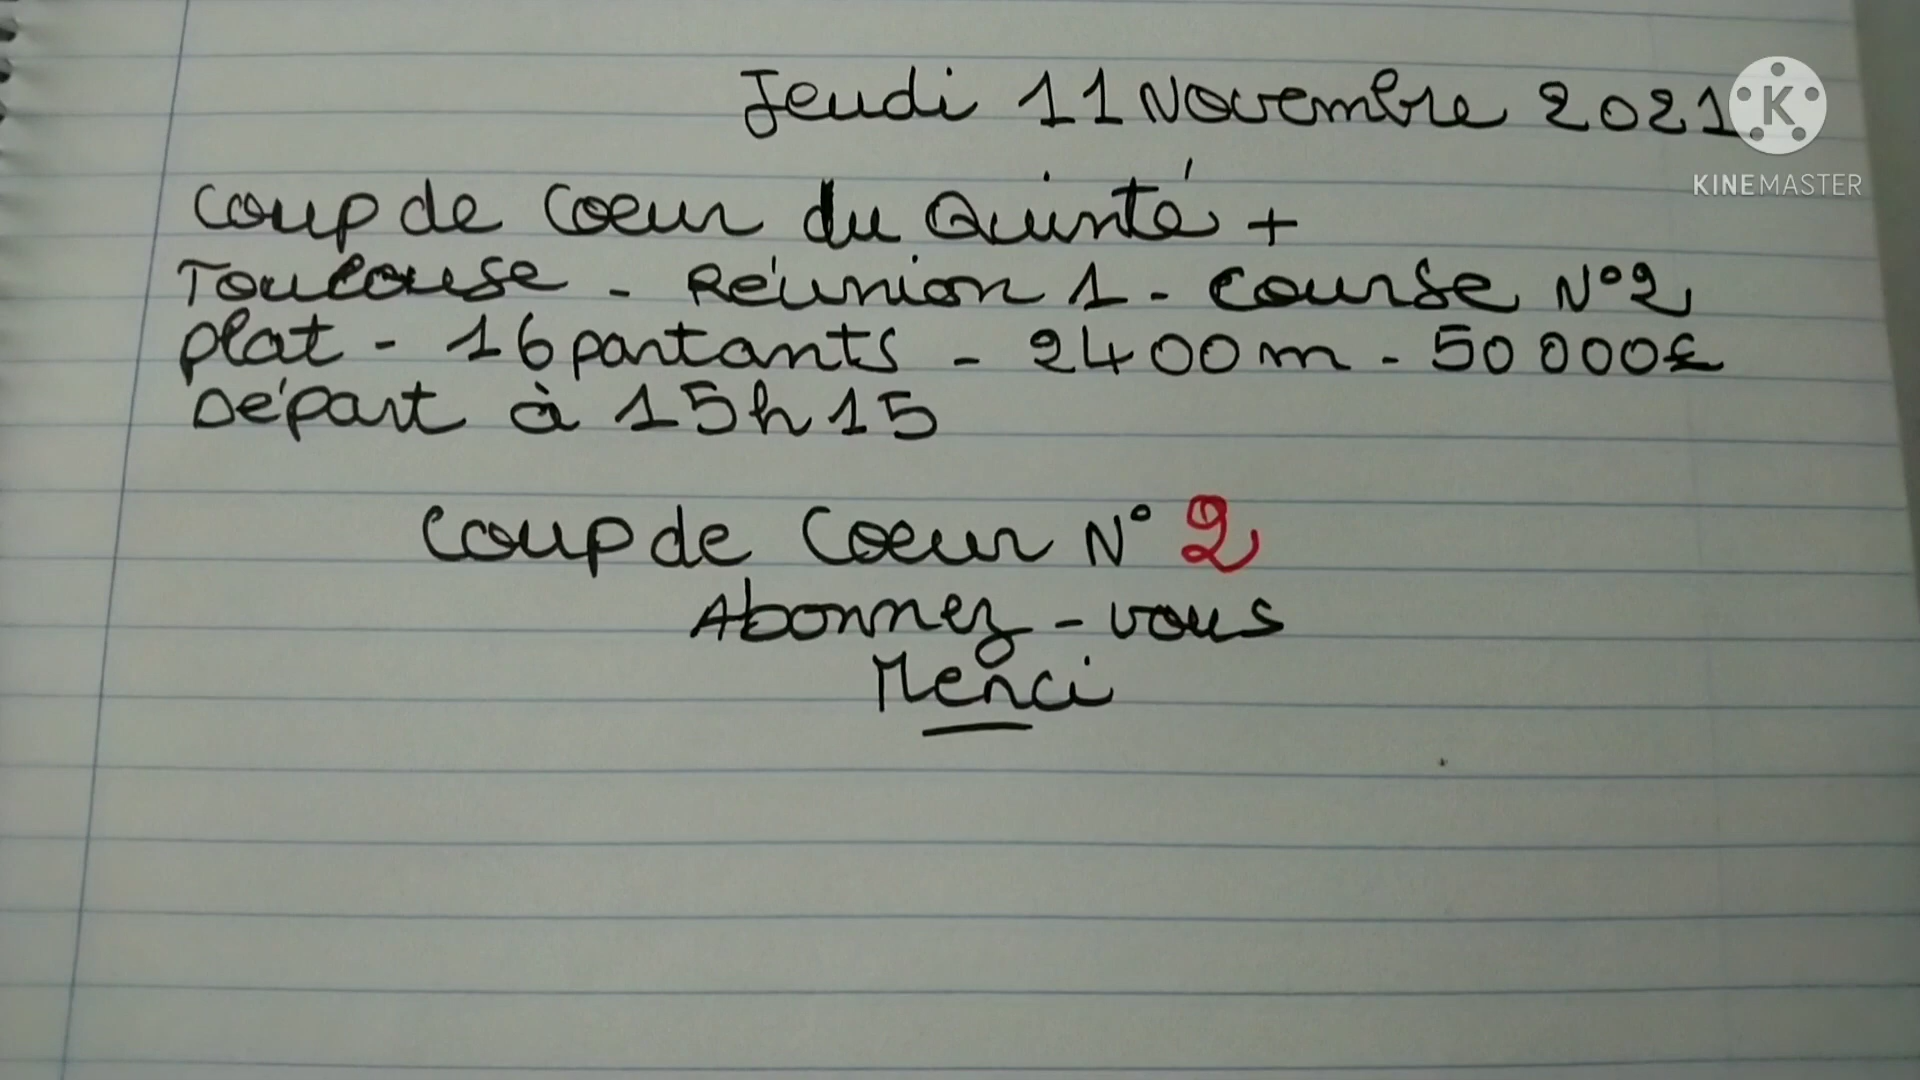 Jeudi 11 Novembre 2021
KINEMASTER
Coup de Coeur du Quinté +
Toulouse - Réunion 1 - Course N°2
plat - 16 partants - 2400m - 50 000£
Départ à 15h15
Coup de Coeur N° 2
Abonnez-vous
Merci